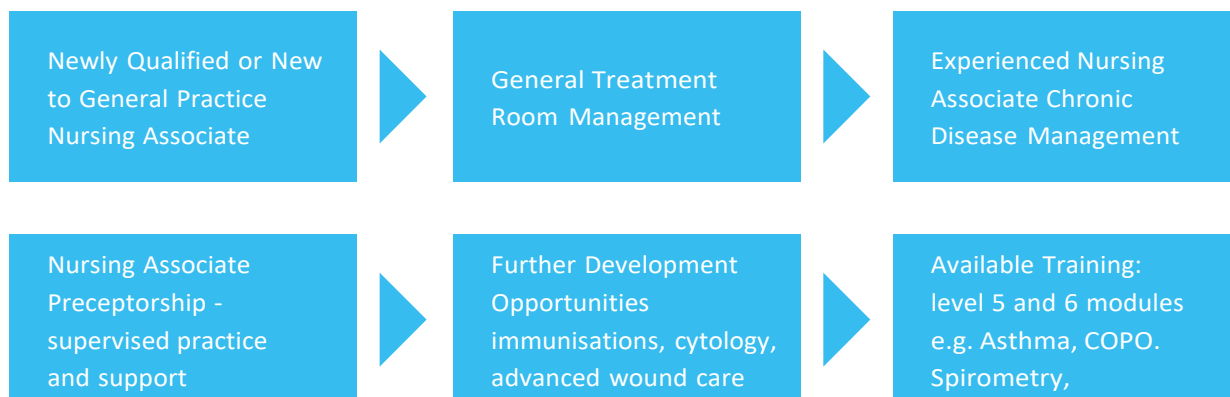 Newly Qualified or New
to General Practice
Nursing Associate
General Treatment
Room Management
Experienced Nursing
Associate Chronic
Disease Management
Nursing Associate
Preceptorship -
supervised practice
and support
Further Development
Opportunities
immunisations, cytology,
advanced wound care
Available Training:
level 5 and 6 modules
e.g. Asthma, COPO.
Spirometry,